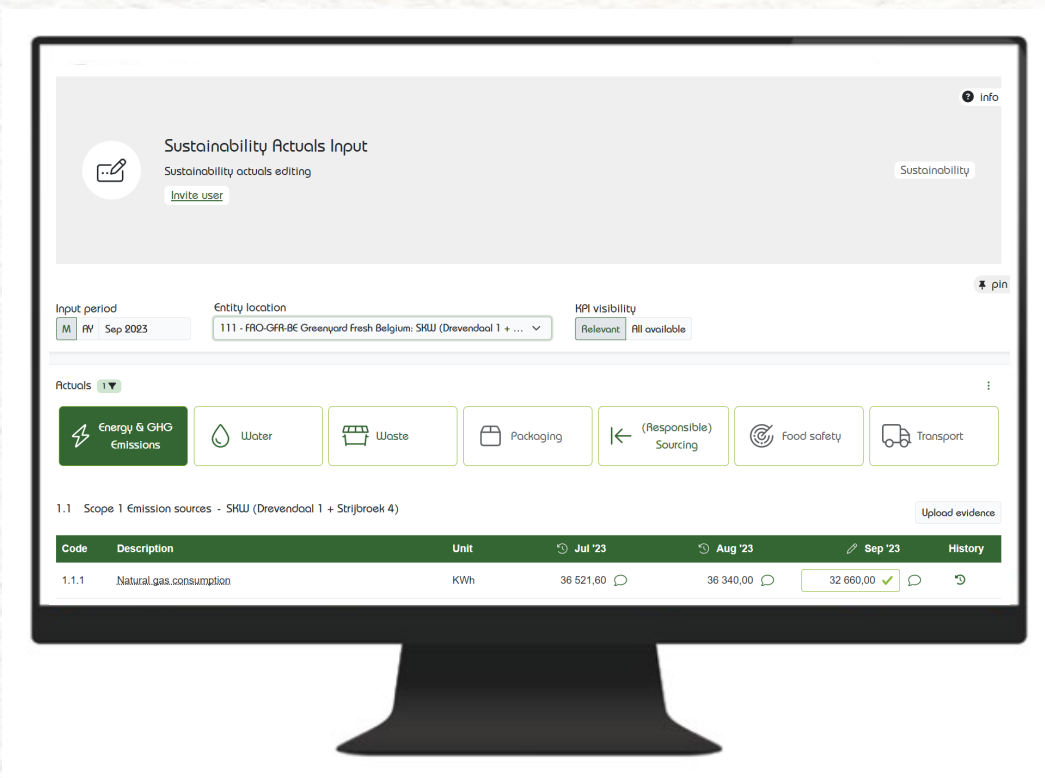 info
Sustainability Actuals Input
Sustainability actuals editing
Invite user
Sustainability
pin
Input period
Entity location
KPI visibility
M AY Sep 2023
111 - FRO-GFR-BE Greenyard Fresh Belgium: SKW (Drevendaal 1 + ...
Relevant All available
Actuals 1
Energy & GHG
Emissions
Water
Waste
Packaging
(Responsible)
Sourcing
Food safety
Transport
1.1 Scope 1 Emission sources - SKW (Drevendaal 1 + Strijbroek 4)
Upload evidence
Code Description Unit Jul '23 Aug '23 Sep '23 History
1.1.1 Natural gas consumption KWh 36 521,60 36 340,00 32 660,00